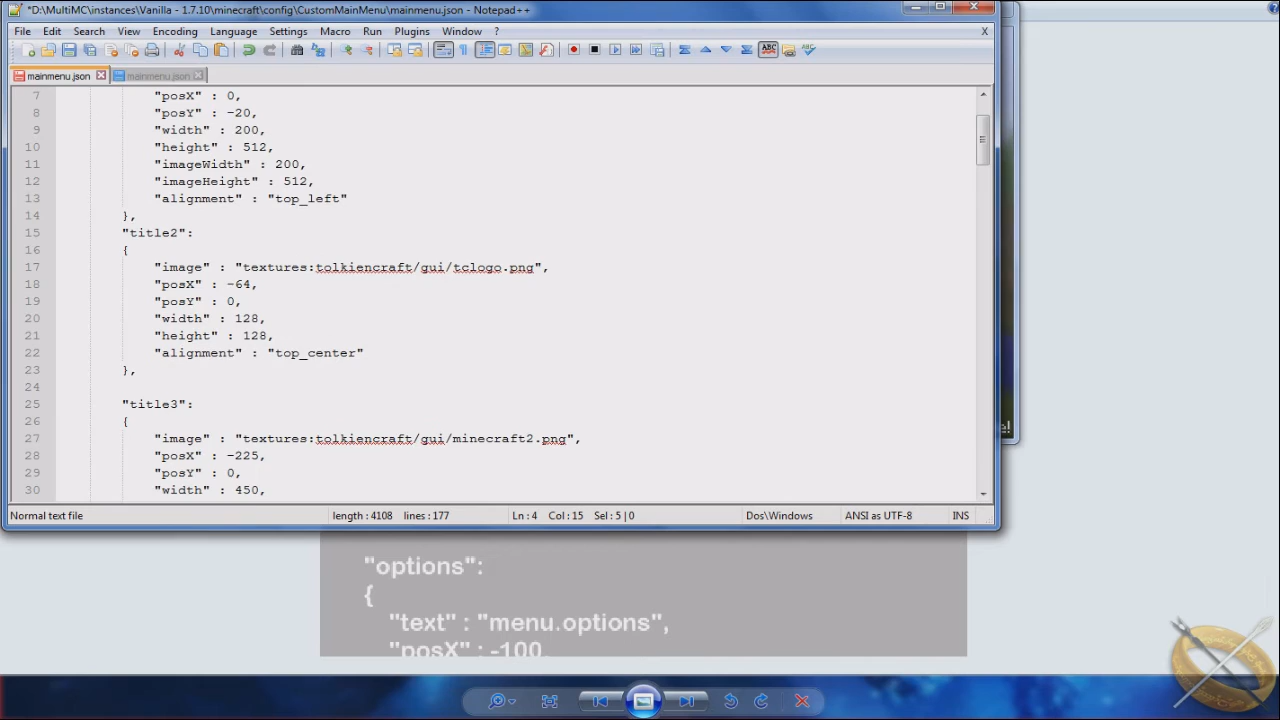 *D:\MultiMC\instances\Vanilla - 1.7.10\minecraft\config\CustomMainMenu\mainmenu.json - Notepad++
File Edit Search View Encoding Language Settings Macro Run Plugins Window ? X
mainmenu.json mainmenu.json
7 "posX" : 0,
8 "posY" : -20,
9 "width" : 200,
10 "height" : 512,
11 "imageWidth" : 200,
12 "imageHeight" : 512,
13 "alignment" : "top_left"
14 },
15 "title2":
16 {
17 "image" : "textures:tolkiencraft/gui/tclogo.png",
18 "posX" : -64,
19 "posY" : 0,
20 "width" : 128,
21 "height" : 128,
22 "alignment" : "top_center"
23 },
24
25 "title3":
26 {
27 "image" : "textures:tolkiencraft/gui/minecraft2.png",
28 "posX" : -225,
29 "posY" : 0,
30 "width" : 450,
e!
Normal text file length : 4108 lines : 177 Ln : 4 Col : 15 Sel : 5 | 0 Dos\Windows ANSI as UTF-8 INS
"options":
{
"text" : "menu.options",
"posX" : -100,